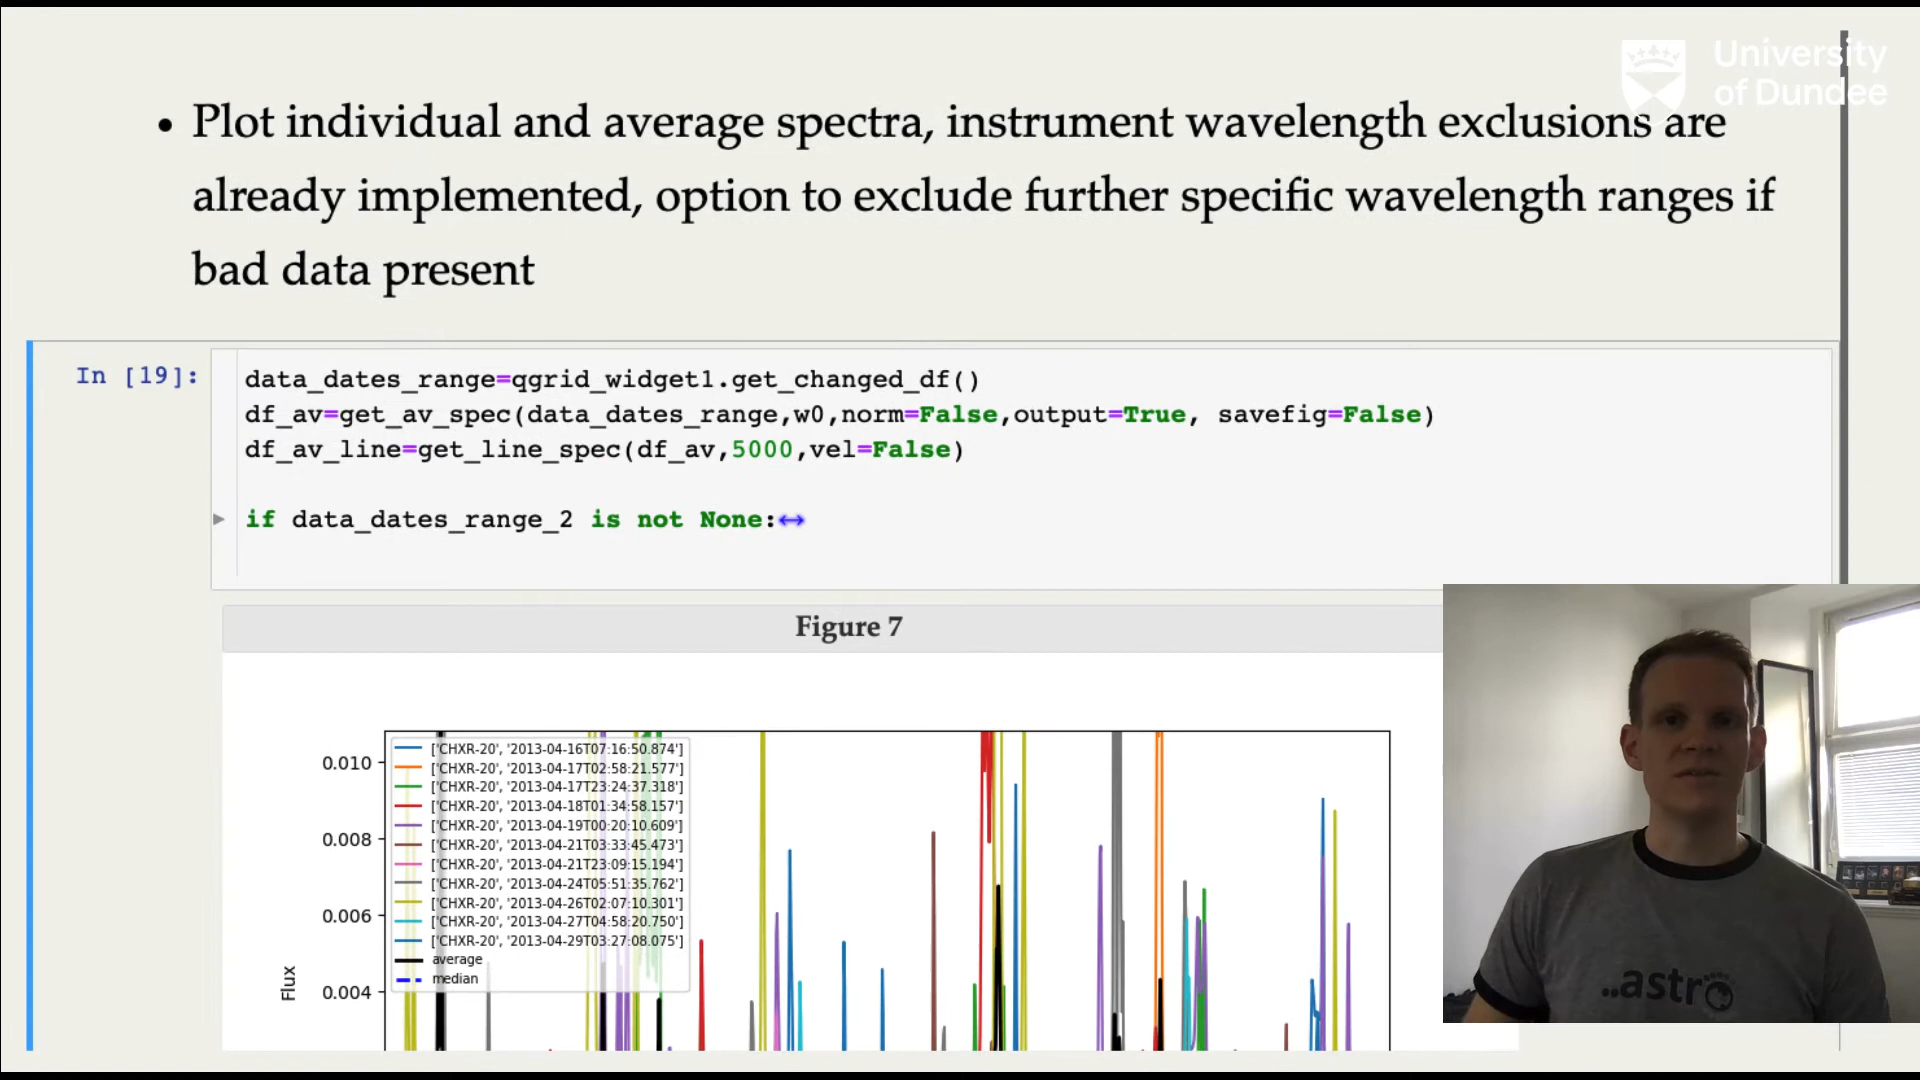 University
of Dundee
• Plot individual and average spectra, instrument wavelength exclusions are
already implemented, option to exclude further specific wavelength ranges if
bad data present
In [19]:
data_dates_range=qgrid_widget1.get_changed_df()
df_av=get_av_spec(data_dates_range,w0,norm=False,output=True, savefig=False)
df_av_line=get_line_spec(df_av,5000,vel=False)
if data_dates_range_2 is not None:↔
Figure 7
['CHXR-20', '2013-04-16T07:16:50.874']
['CHXR-20', '2013-04-17T02:58:21.577']
['CHXR-20', '2013-04-17T23:24:37.318']
['CHXR-20', '2013-04-18T01:34:58.157']
['CHXR-20', '2013-04-19T00:20:10.609']
['CHXR-20', '2013-04-21T03:33:45.473']
['CHXR-20', '2013-04-21T23:09:15.194']
['CHXR-20', '2013-04-24T05:51:35.762']
['CHXR-20', '2013-04-26T02:07:10.301']
['CHXR-20', '2013-04-27T04:58:20.750']
['CHXR-20', '2013-04-29T03:27:08.075']
average
median
0.010
0.008
0.006
0.004
Flux
..astro